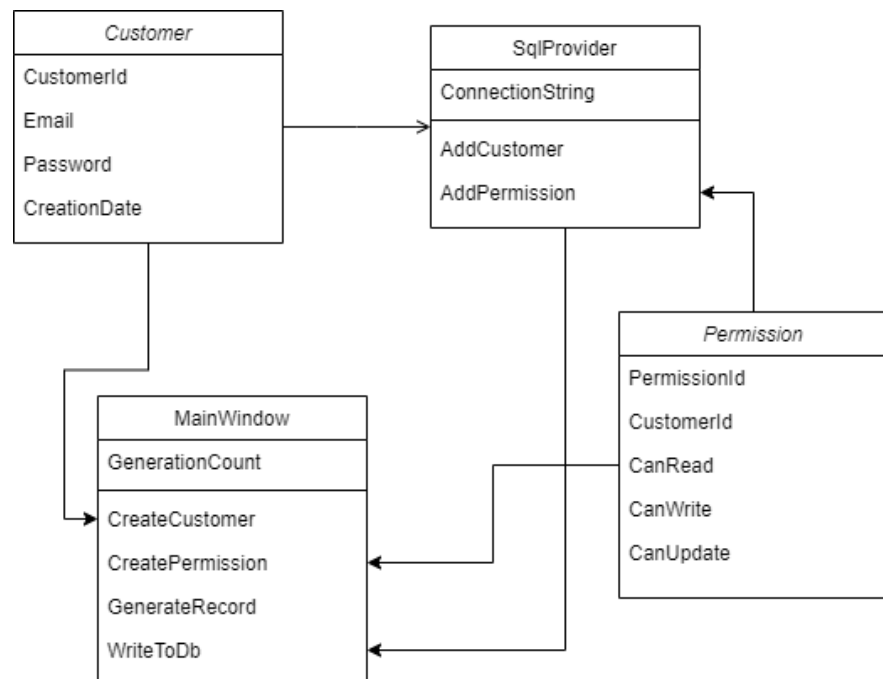 Customer
CustomerId
Email
Password
CreationDate
SqlProvider
ConnectionString
AddCustomer
AddPermission
Permission
PermissionId
CustomerId
CanRead
CanWrite
CanUpdate
MainWindow
GenerationCount
CreateCustomer
CreatePermission
GenerateRecord
WriteToDb